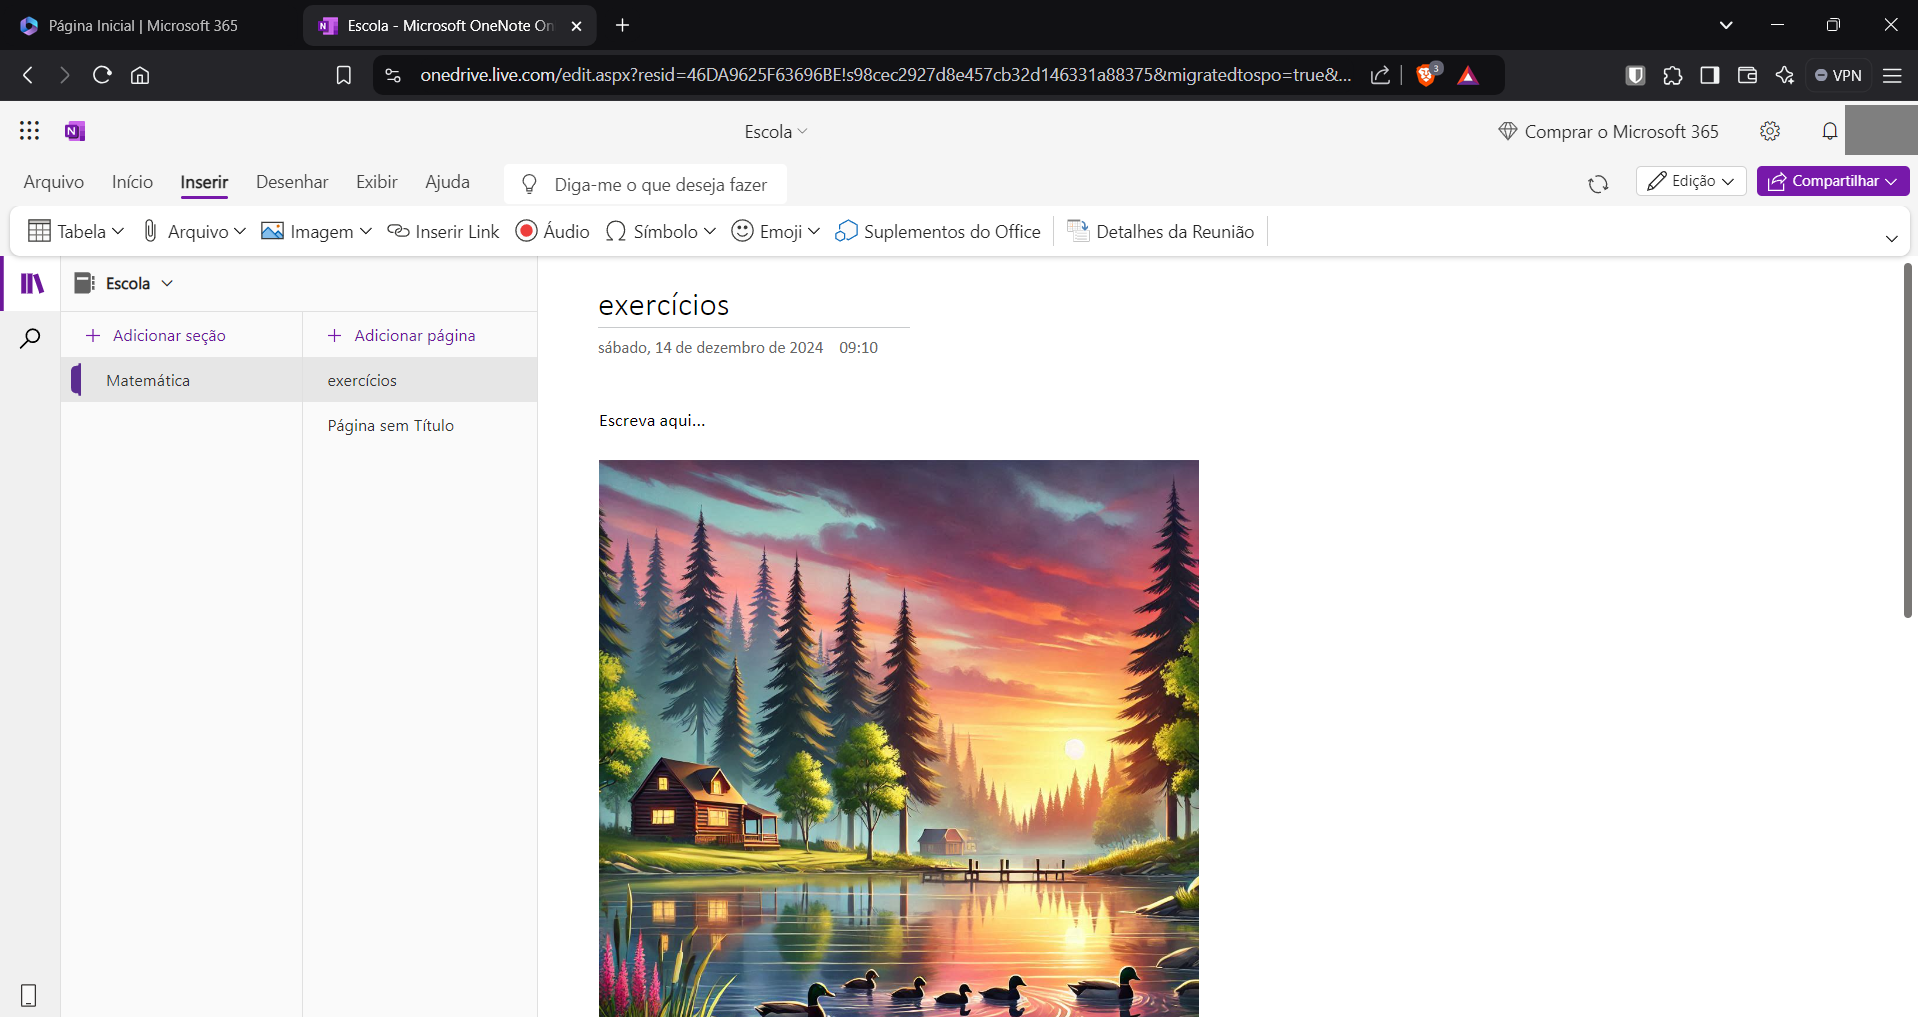 Página Inicial | Microsoft 365
Escola - Microsoft OneNote On
onedrive.live.com/edit.aspx?resid=46DA9625F63696BE!s98cec2927d8e457cb32d146331a88375&migratedtospo=true&...
3
VPN
Escola
Comprar o Microsoft 365
Arquivo Início Inserir Desenhar Exibir Ajuda Diga-me o que deseja fazer
Edição
Compartilhar
Tabela Arquivo Imagem Inserir Link Áudio Símbolo Emoji Suplementos do Office Detalhes da Reunião
Escola
Adicionar seção
Matemática
Adicionar página
exercícios
Página sem Título
exercícios
sábado, 14 de dezembro de 2024 09:10
Escreva aqui...